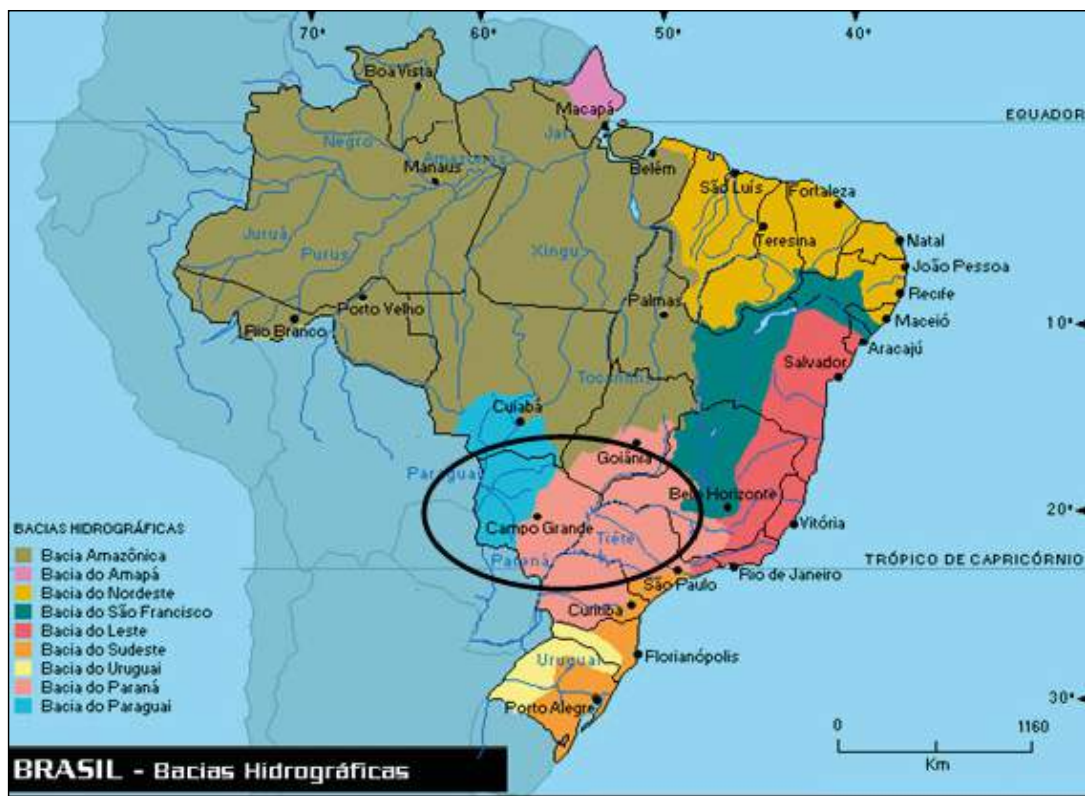 70° 60° 50° 40°
Boa Vista
Macapá
EQUADOR
Negro
Jari
Amazonas
Manaus
Belém
São Luís
Fortaleza
Juruá
Purus
Xingu
Teresina
Natal
João Pessoa
Palmas
Recife
Porto Velho
Rio Branco
Maceió
10°
Aracajú
Tocantins
Salvador
Cuiabá
Goiânia
Paraguai
Belo Horizonte
20°
Campo Grande
Tiête
Vitória
BACIAS HIDROGRÁFICAS
Bacia Amazônica
Bacia do Amapá
Bacia do Nordeste
Bacia do São Francisco
Bacia do Leste
Bacia do Sudeste
Bacia do Uruguai
Bacia do Paraná
Bacia do Paraguai
Paraná
TRÓPICO DE CAPRICÓRNIO
São Paulo
Rio de Janeiro
Curitiba
Uruguai
Florianópolis
Porto Alegre
30°
0 1160
Km
BRASIL - Bacias Hidrográficas